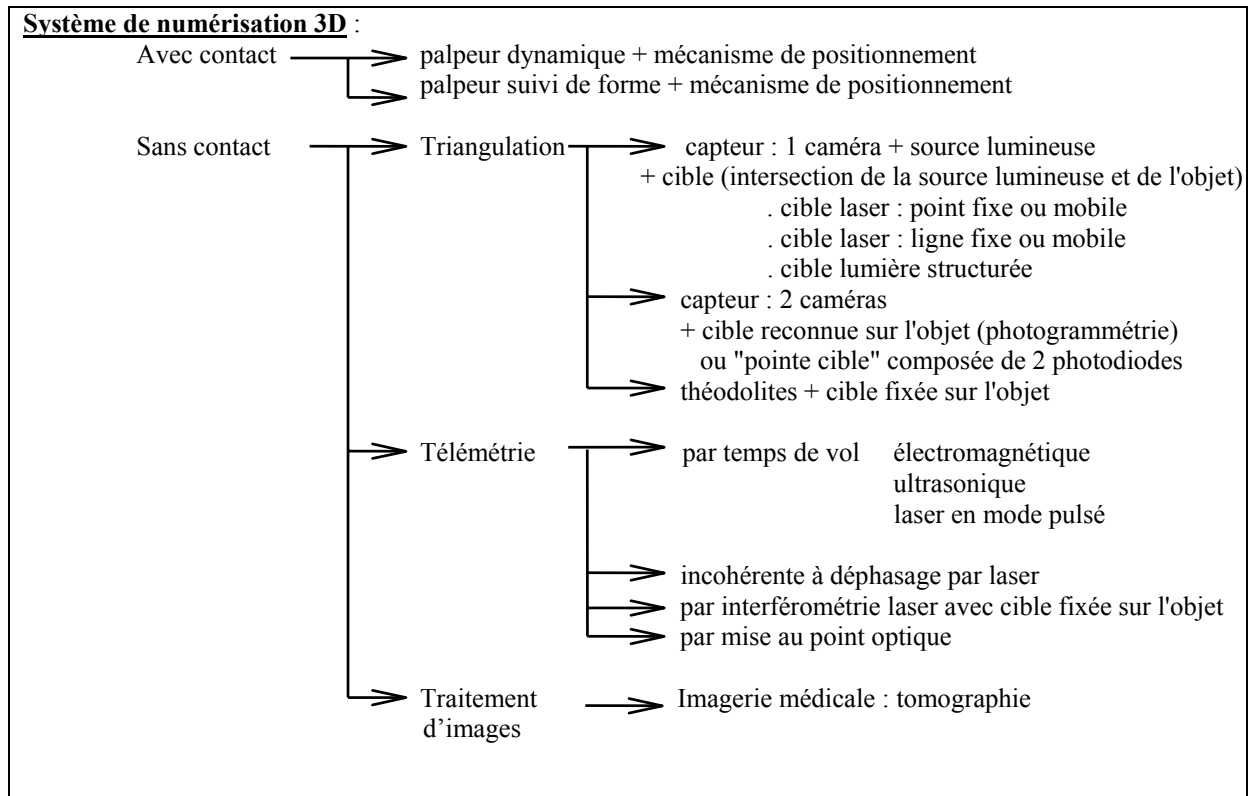 Système de numérisation 3D :
Avec contact
palpeur dynamique + mécanisme de positionnement
palpeur suivi de forme + mécanisme de positionnement
Sans contact
Triangulation
capteur : 1 caméra + source lumineuse
+ cible (intersection de la source lumineuse et de l'objet)
. cible laser : point fixe ou mobile
. cible laser : ligne fixe ou mobile
. cible lumière structurée
capteur : 2 caméras
+ cible reconnue sur l'objet (photogrammétrie)
ou "pointe cible" composée de 2 photodiodes
théodolites + cible fixée sur l'objet
Télémétrie
par temps de vol électromagnétique
ultrasonique
laser en mode pulsé
incohérente à déphasage par laser
par interférométrie laser avec cible fixée sur l'objet
par mise au point optique
Traitement
d’images
Imagerie médicale : tomographie